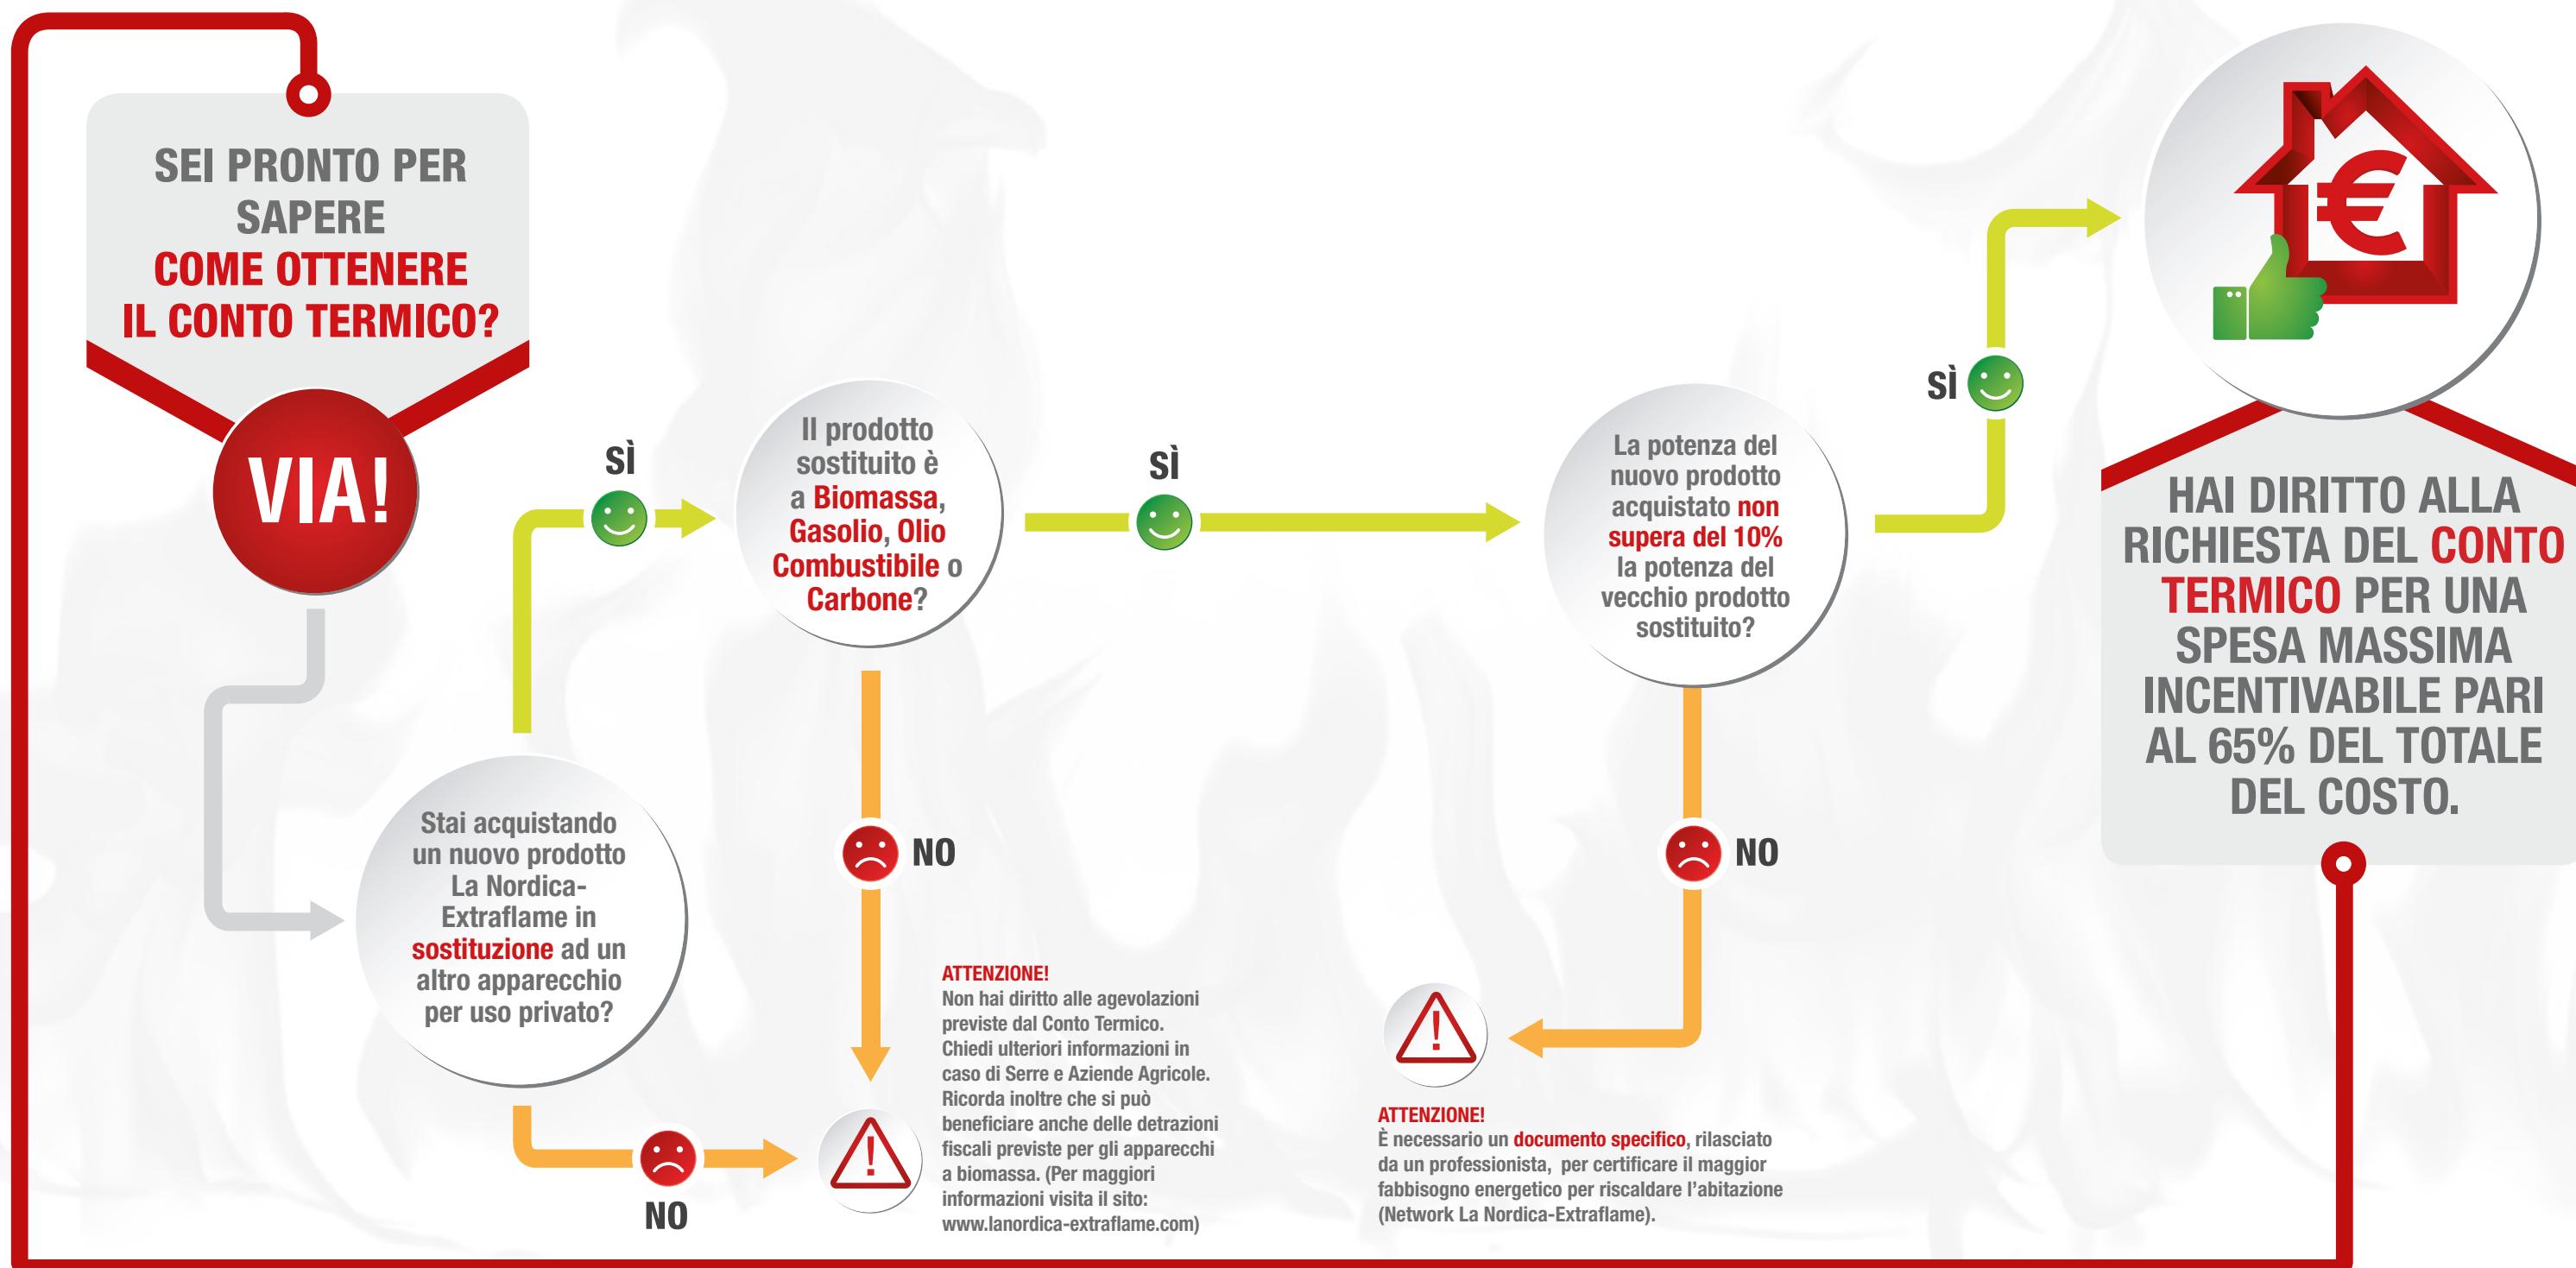 SEI PRONTO PER
SAPERE
COME OTTENERE
IL CONTO TERMICO?
VIA!
Stai acquistando
un nuovo prodotto
La Nordica-
Extraflame in
sostituzione ad un
altro apparecchio
per uso privato?
SÌ
NO
Il prodotto
sostituito è
a Biomassa,
Gasolio, Olio
Combustibile o
Carbone?
SÌ
NO
ATTENZIONE!
Non hai diritto alle agevolazioni
previste dal Conto Termico.
Chiedi ulteriori informazioni in
caso di Serre e Aziende Agricole.
Ricorda inoltre che si può
beneficiare anche delle detrazioni
fiscali previste per gli apparecchi
a biomassa. (Per maggiori
informazioni visita il sito:
www.lanordica-extraflame.com)
La potenza del
nuovo prodotto
acquistato non
supera del 10%
la potenza del
vecchio prodotto
sostituito?
SÌ
NO
ATTENZIONE!
È necessario un documento specifico, rilasciato
da un professionista, per certificare il maggior
fabbisogno energetico per riscaldare l'abitazione
(Network La Nordica-Extraflame).
€
HAI DIRITTO ALLA
RICHIESTA DEL CONTO
TERMICO PER UNA
SPESA MASSIMA
INCENTIVABILE PARI
AL 65% DEL TOTALE
DEL COSTO.